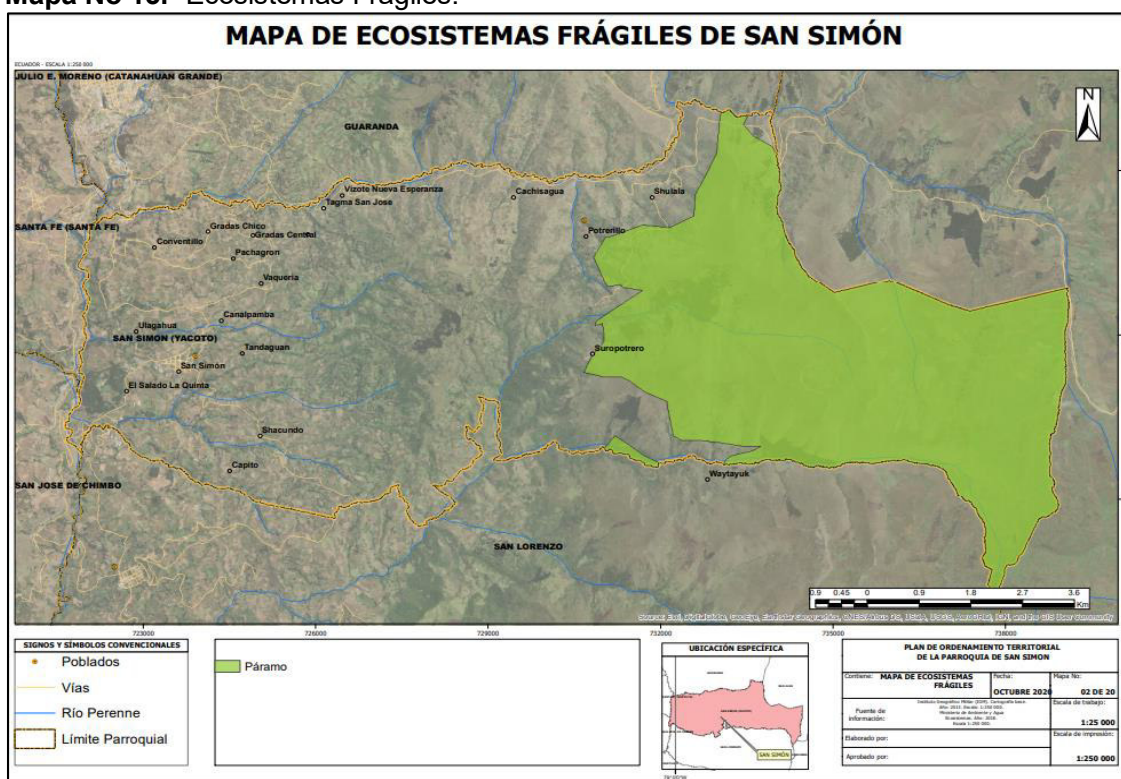 Mapa No 10. Ecosistemas Frágiles.
MAPA DE ECOSISTEMAS FRÁGILES DE SAN SIMÓN
ECUADOR - ESCALA 1:250 000
JULIO E. MORENO (CATANAHUAN GRANDE)
GUARANDA
N
Vizote Nueva Esperanza
Cachisagua
Shulala
Tagma San Jose
SANTA FE (SANTA FE)
Gradas Chico
Gradas Central
Potrerillo
Conventillo
Pachagron
Vaqueria
Canalpamba
Ulagahua
SAN SIMON (YACOTO)
Tandaguan
Suropotrero
San Simón
El Salado La Quinta
Shacundo
Capito
Waytayuk
SAN JOSE DE CHIMBO
SAN LORENZO
0.9 0.45 0 0.9 1.8 2.7 3.6
Km
723000 726000 729000 732000 735000 738000
SIGNOS Y SÍMBOLOS CONVENCIONALES
Poblados
Vías
Río Perenne
Límite Parroquial
Páramo
UBICACIÓN ESPECÍFICA
SAN SIMÓN
PLAN DE ORDENAMIENTO TERRITORIAL
DE LA PARROQUIA DE SAN SIMON
Contiene: MAPA DE ECOSISTEMAS FRÁGILES
Fecha: OCTUBRE 2020
Mapa No: 02 DE 20
Fuente de información:
Escala de trabajo: 1:25 000
Elaborado por:
Aprobado por:
Escala de impresión: 1:250 000